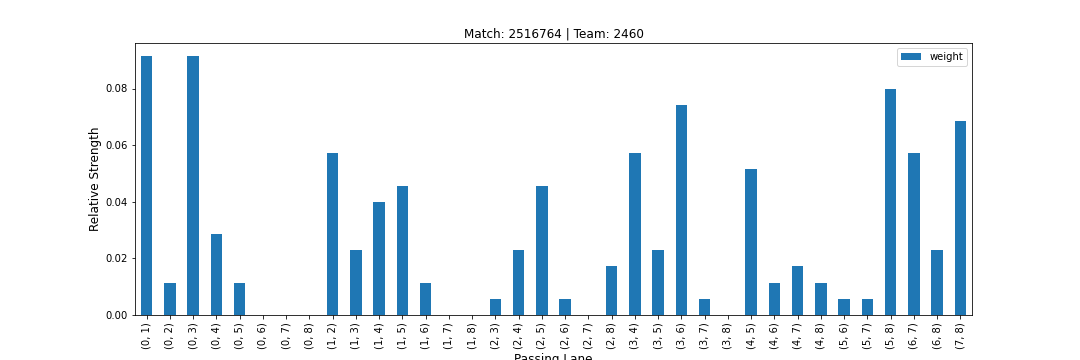 Match: 2516764 | Team: 2460
weight
Relative Strength
0.08
0.06
0.04
0.02
0.00
(0, 1) (0, 2) (0, 3) (0, 4) (0, 5) (0, 6) (0, 7) (0, 8) (1, 2) (1, 3) (1, 4) (1, 5) (1, 6) (1, 7) (1, 8) (2, 3) (2, 4) (2, 5) (2, 6) (2, 7) (2, 8) (3, 4) (3, 5) (3, 6) (3, 7) (3, 8) (4, 5) (4, 6) (4, 7) (4, 8) (5, 6) (5, 7) (5, 8) (6, 7) (6, 8) (7, 8)
Passing Lane